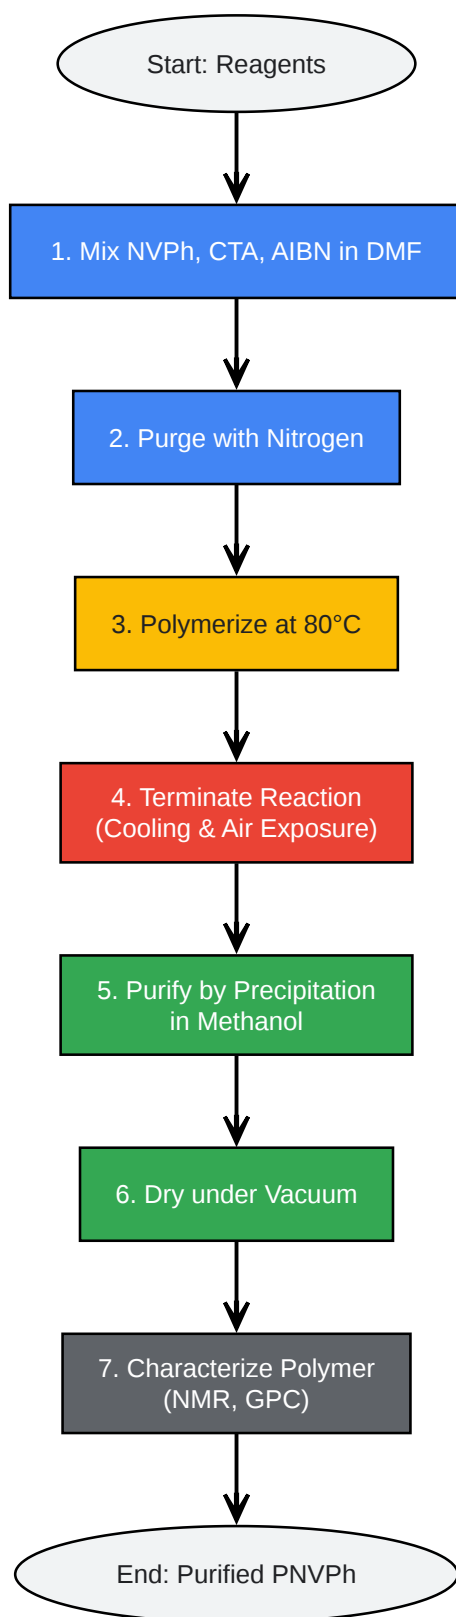 Start: Reagents
1. Mix NVPh, CTA, AIBN in DMF
2. Purge with Nitrogen
3. Polymerize at 80°C
4. Terminate Reaction
(Cooling & Air Exposure)
5. Purify by Precipitation
in Methanol
6. Dry under Vacuum
7. Characterize Polymer
(NMR, GPC)
End: Purified PNVPh